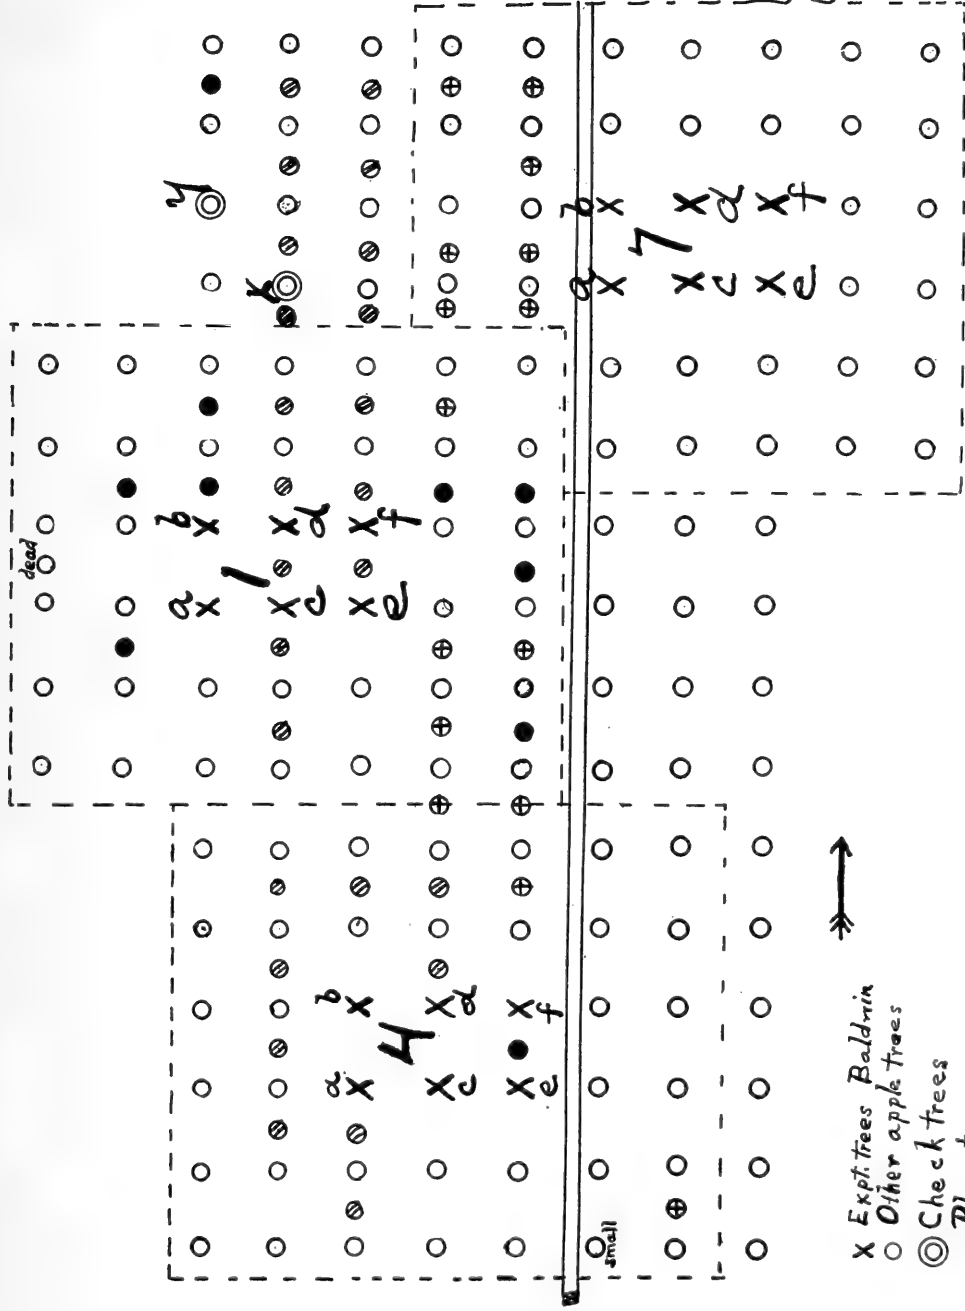 y
x
b
a
7
d
f
c
e
dead
b
a
1
d
f
c
e
b
a
4
d
f
c
e
small
X Expt. trees Baldwin
Other apple trees
Check trees